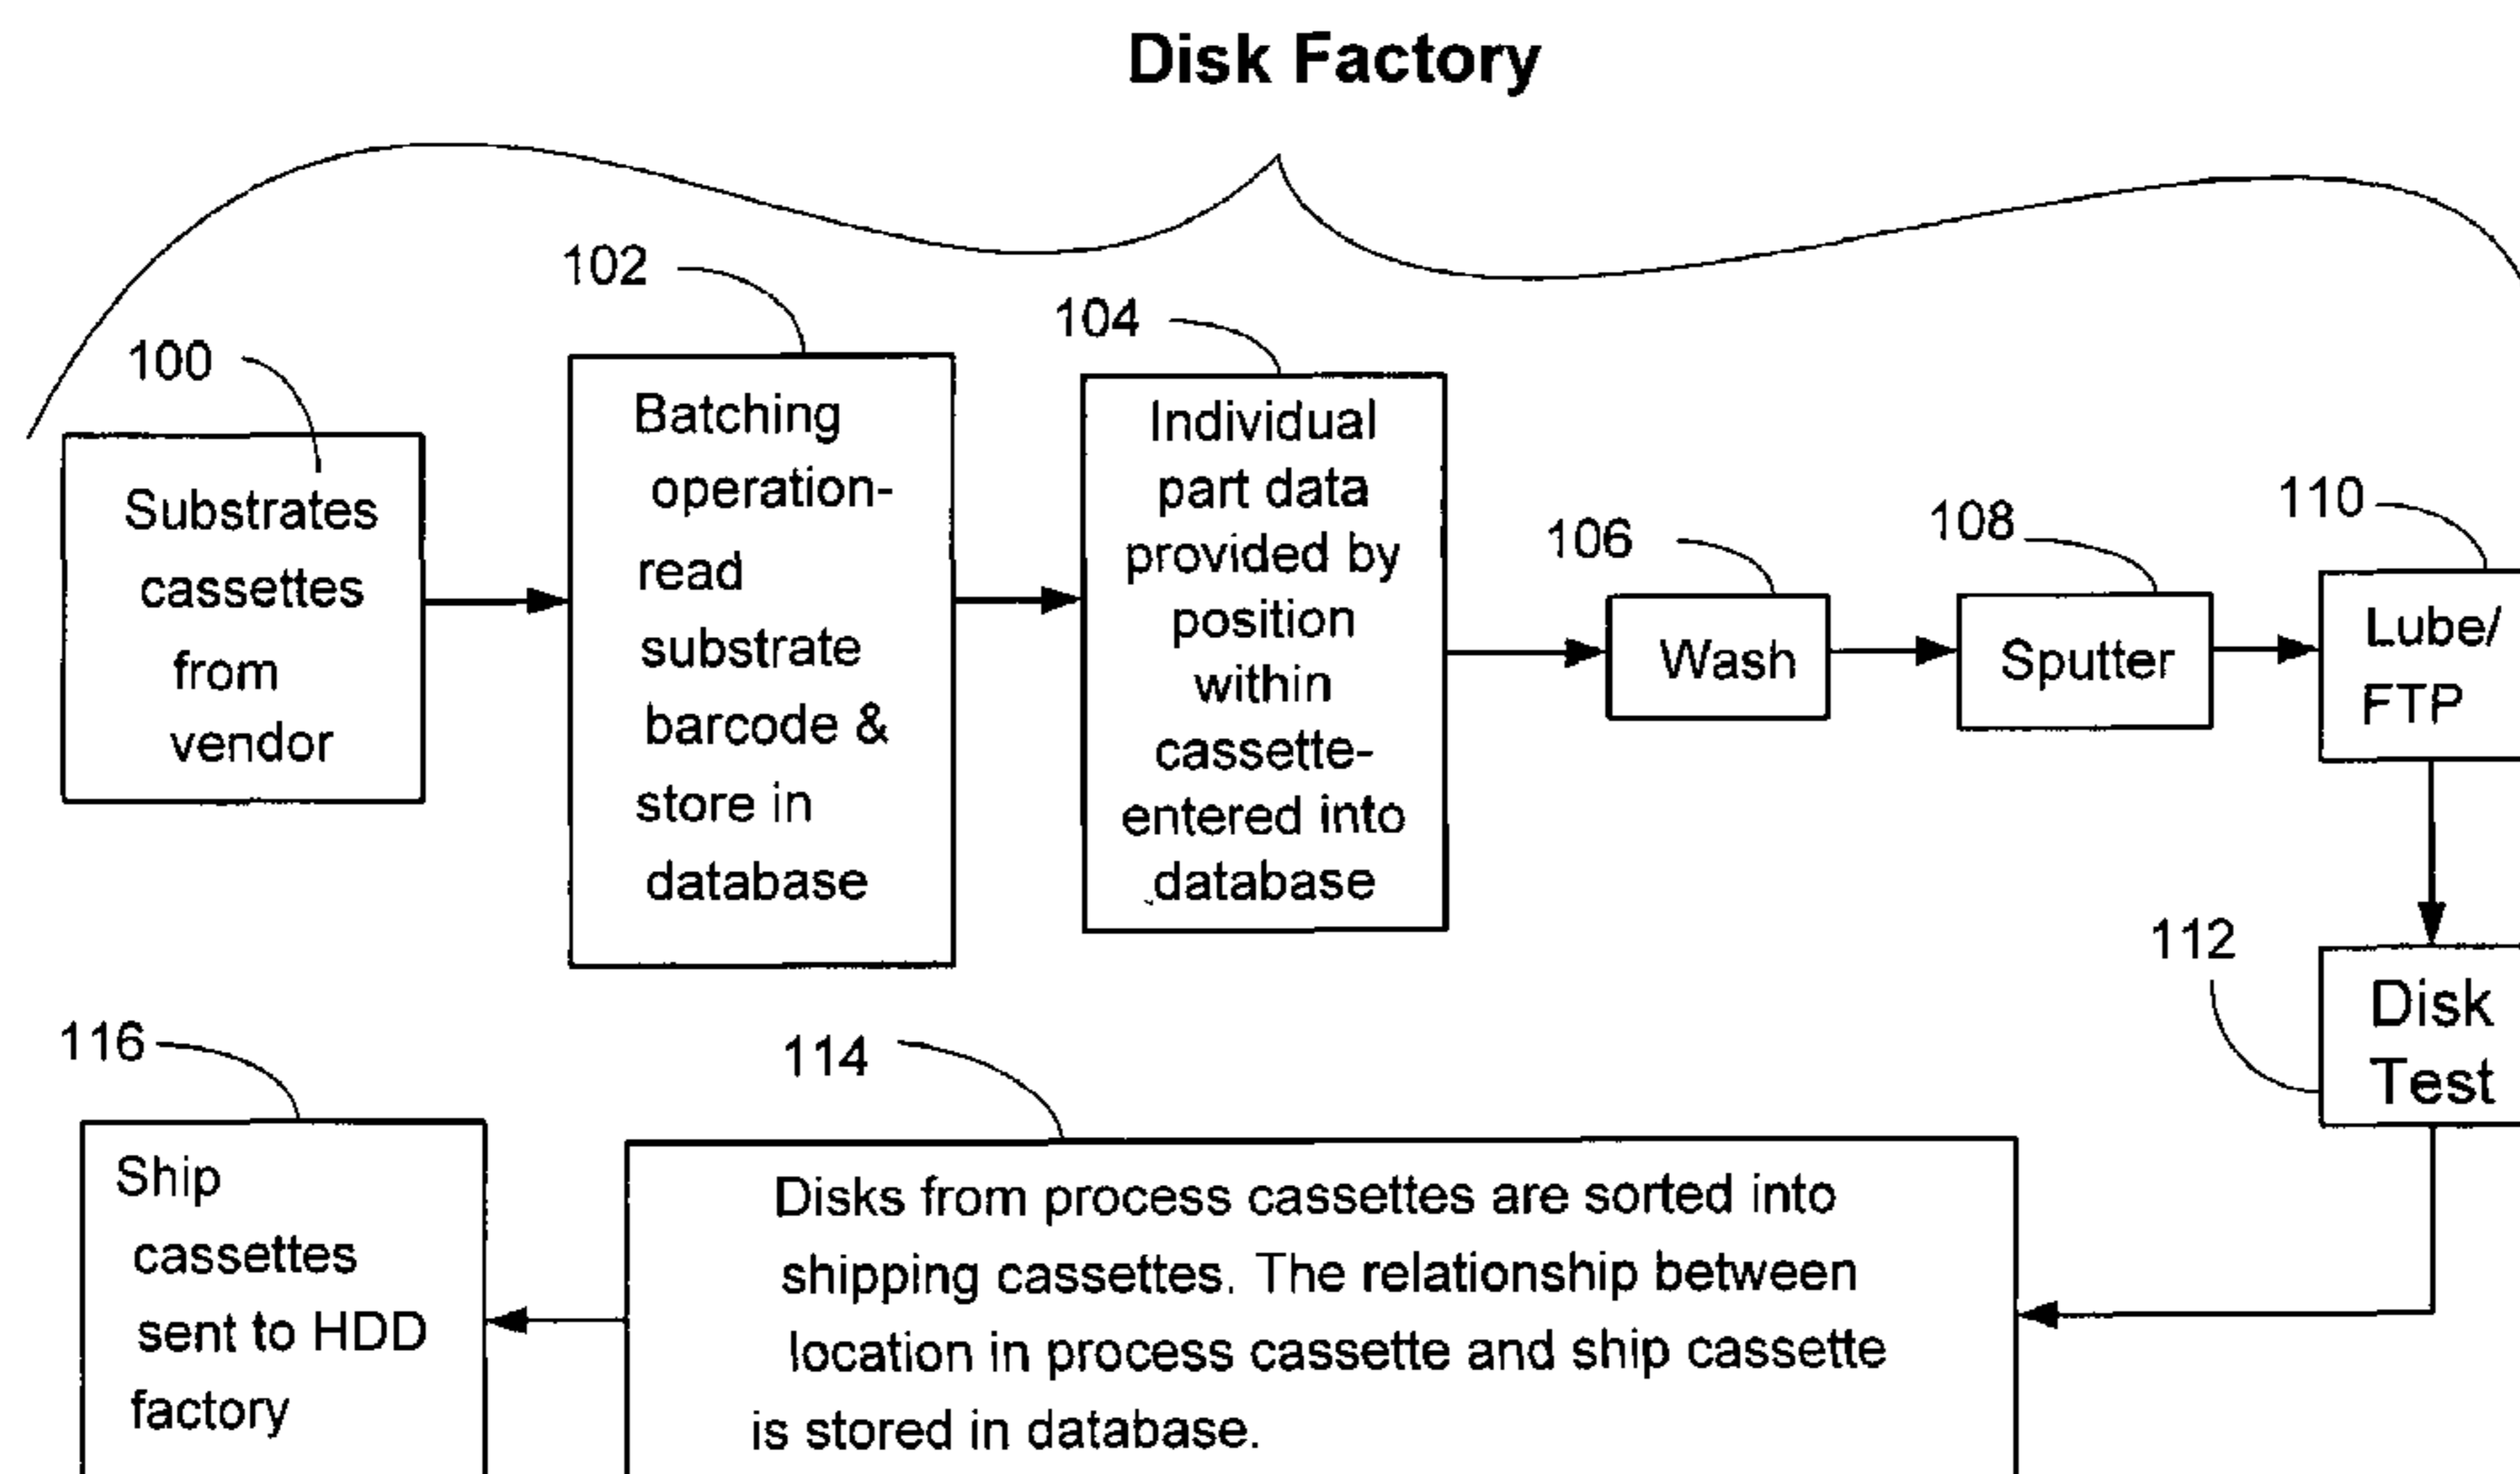 Disk Factory
100
Substrates
cassettes
from
vendor
102
Batching
operation-
read
substrate
barcode &
store in
database
104
Individual
part data
provided by
position
within
cassette-
entered into
database
106
Wash
108
Sputter
110
Lube/
FTP
112
Disk
Test
114
Disks from process cassettes are sorted into
shipping cassettes. The relationship between
location in process cassette and ship cassette
is stored in database.
116
Ship
cassettes
sent to HDD
factory